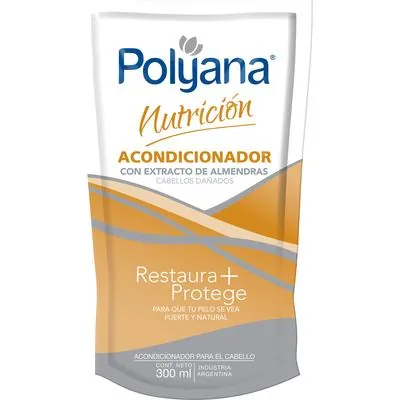 Polyana®
Nutrición
ACONDICIONADOR
CON EXTRACTO DE ALMENDRAS
CABELLOS DAÑADOS
Restaura+
Protege
PARA QUE TU PELO SE VEA
FUERTE Y NATURAL
ACONDICIONADOR PARA EL CABELLO
CONT. NETO
300 ml
INDUSTRIA
ARGENTINA